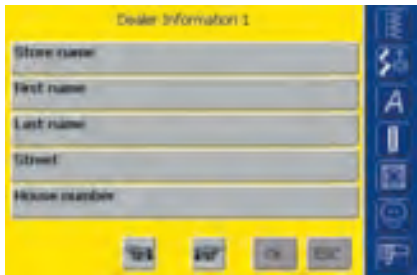 Dealer Information 1
Store name
First name
Last name
Street
House number
OK ESC
A